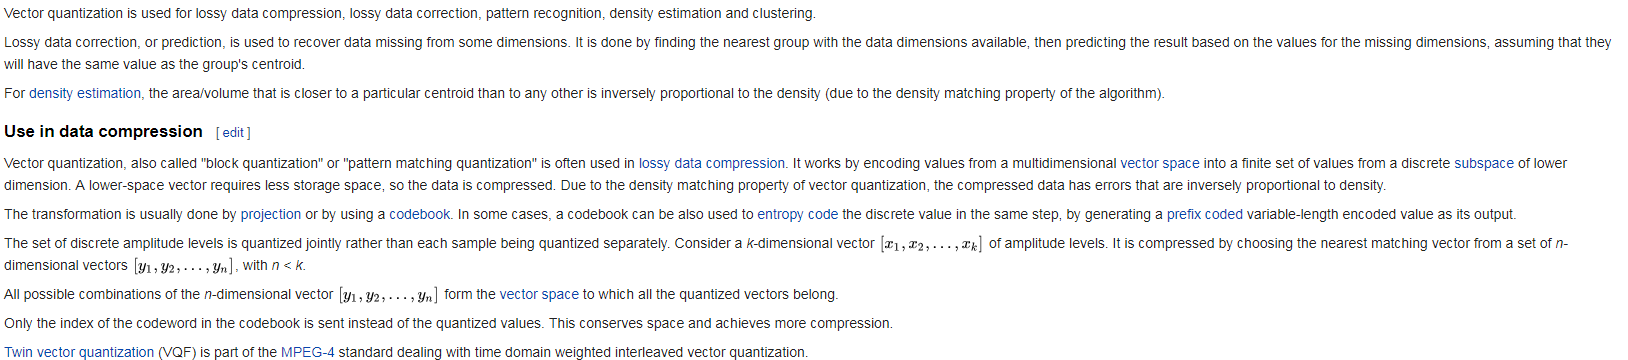 Vector quantization is used for lossy data compression, lossy data correction, pattern recognition, density estimation and clustering.
Lossy data correction, or prediction, is used to recover data missing from some dimensions. It is done by finding the nearest group with the data dimensions available, then predicting the result based on the values for the missing dimensions, assuming that they
will have the same value as the group's centroid.
For density estimation, the area/volume that is closer to a particular centroid than to any other is inversely proportional to the density (due to the density matching property of the algorithm).
Use in data compression [edit]
Vector quantization, also called "block quantization" or "pattern matching quantization" is often used in lossy data compression. It works by encoding values from a multidimensional vector space into a finite set of values from a discrete subspace of lower
dimension. A lower-space vector requires less storage space, so the data is compressed. Due to the density matching property of vector quantization, the compressed data has errors that are inversely proportional to density.
The transformation is usually done by projection or by using a codebook. In some cases, a codebook can be also used to entropy code the discrete value in the same step, by generating a prefix coded variable-length encoded value as its output.
The set of discrete amplitude levels is quantized jointly rather than each sample being quantized separately. Consider a k-dimensional vector [x₁, x₂, . . . , xₖ] of amplitude levels. It is compressed by choosing the nearest matching vector from a set of n-
dimensional vectors [y₁, y₂, . . . , yₙ], with n < k.
All possible combinations of the n-dimensional vector [y₁, y₂, . . . , yₙ] form the vector space to which all the quantized vectors belong.
Only the index of the codeword in the codebook is sent instead of the quantized values. This conserves space and achieves more compression.
Twin vector quantization (VQF) is part of the MPEG-4 standard dealing with time domain weighted interleaved vector quantization.